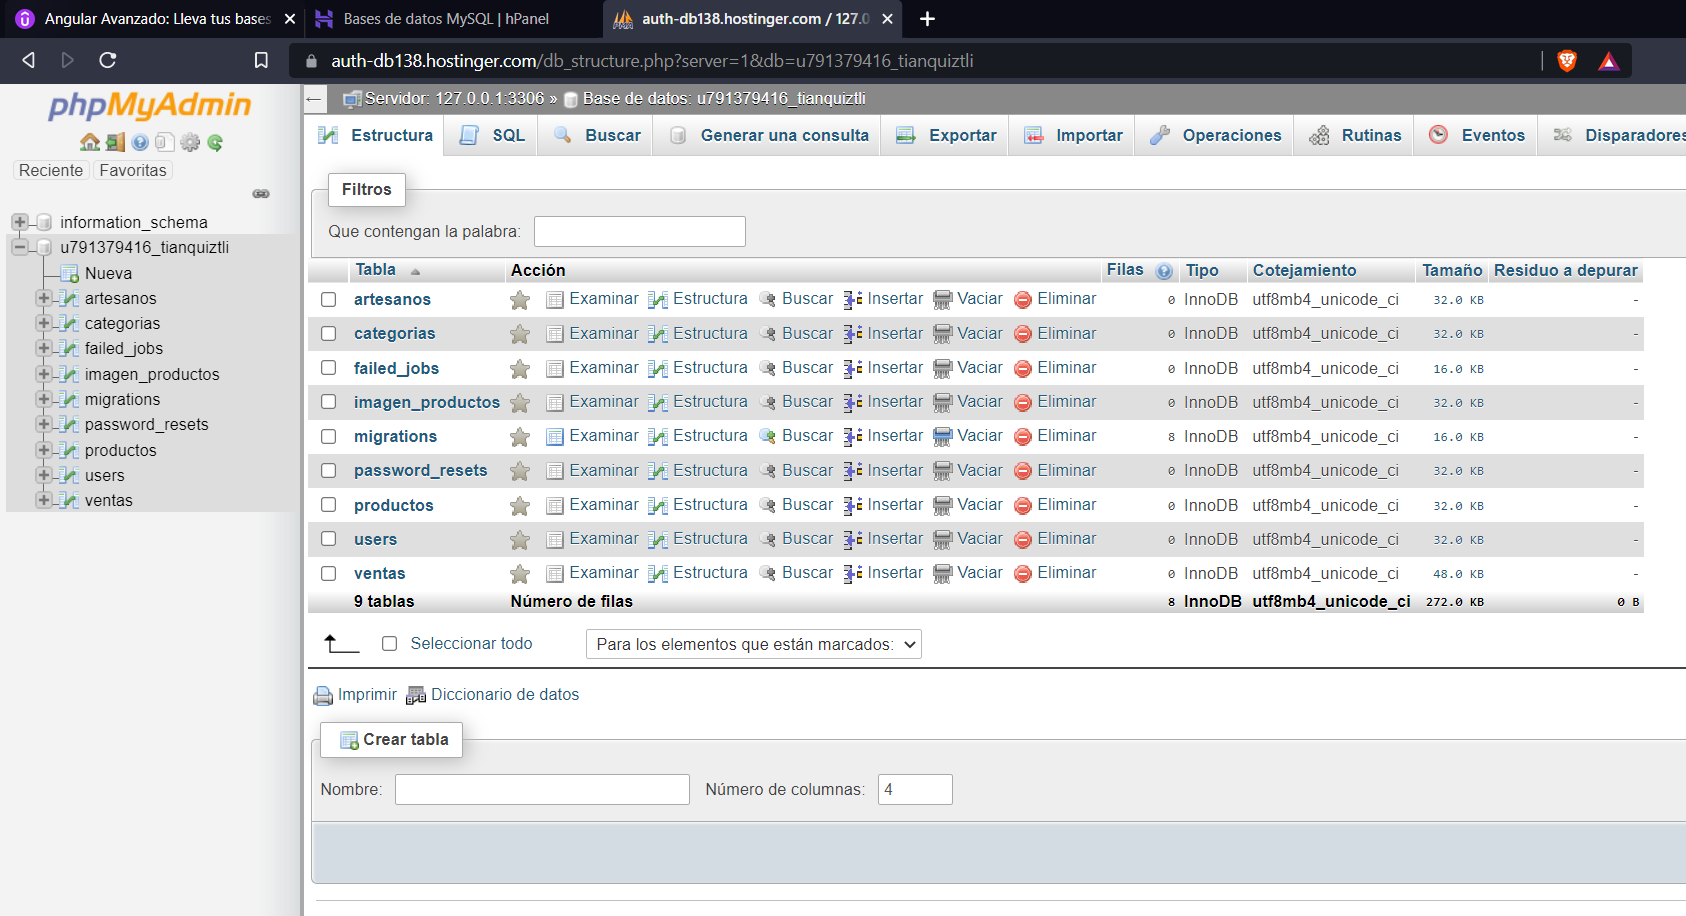 Angular Avanzado: Lleva tus bases
Bases de datos MySQL | hPanel
auth-db138.hostinger.com / 127.0
auth-db138.hostinger.com/db_structure.php?server=1&db=u791379416_tianquiztli
phpMyAdmin
Reciente Favoritas
information_schema
u791379416_tianquiztli
Nueva
artesanos
categorias
failed_jobs
imagen_productos
migrations
password_resets
productos
users
ventas
Servidor: 127.0.0.1:3306 » Base de datos: u791379416_tianquiztli
Estructura SQL Buscar Generar una consulta Exportar Importar Operaciones Rutinas Eventos Disparadores
Filtros
Que contengan la palabra:
Tabla Acción Filas Tipo Cotejamiento Tamaño Residuo a depurar
artesanos Examinar Estructura Buscar Insertar Vaciar Eliminar 0 InnoDB utf8mb4_unicode_ci 32.0 KB -
categorias Examinar Estructura Buscar Insertar Vaciar Eliminar 0 InnoDB utf8mb4_unicode_ci 32.0 KB -
failed_jobs Examinar Estructura Buscar Insertar Vaciar Eliminar 0 InnoDB utf8mb4_unicode_ci 16.0 KB -
imagen_productos Examinar Estructura Buscar Insertar Vaciar Eliminar 0 InnoDB utf8mb4_unicode_ci 32.0 KB -
migrations Examinar Estructura Buscar Insertar Vaciar Eliminar 8 InnoDB utf8mb4_unicode_ci 16.0 KB -
password_resets Examinar Estructura Buscar Insertar Vaciar Eliminar 0 InnoDB utf8mb4_unicode_ci 32.0 KB -
productos Examinar Estructura Buscar Insertar Vaciar Eliminar 0 InnoDB utf8mb4_unicode_ci 32.0 KB -
users Examinar Estructura Buscar Insertar Vaciar Eliminar 0 InnoDB utf8mb4_unicode_ci 32.0 KB -
ventas Examinar Estructura Buscar Insertar Vaciar Eliminar 0 InnoDB utf8mb4_unicode_ci 48.0 KB -
9 tablas Número de filas 8 InnoDB utf8mb4_unicode_ci 272.0 KB 0 B
Seleccionar todo Para los elementos que están marcados:
Imprimir Diccionario de datos
Crear tabla
Nombre: Número de columnas: 4